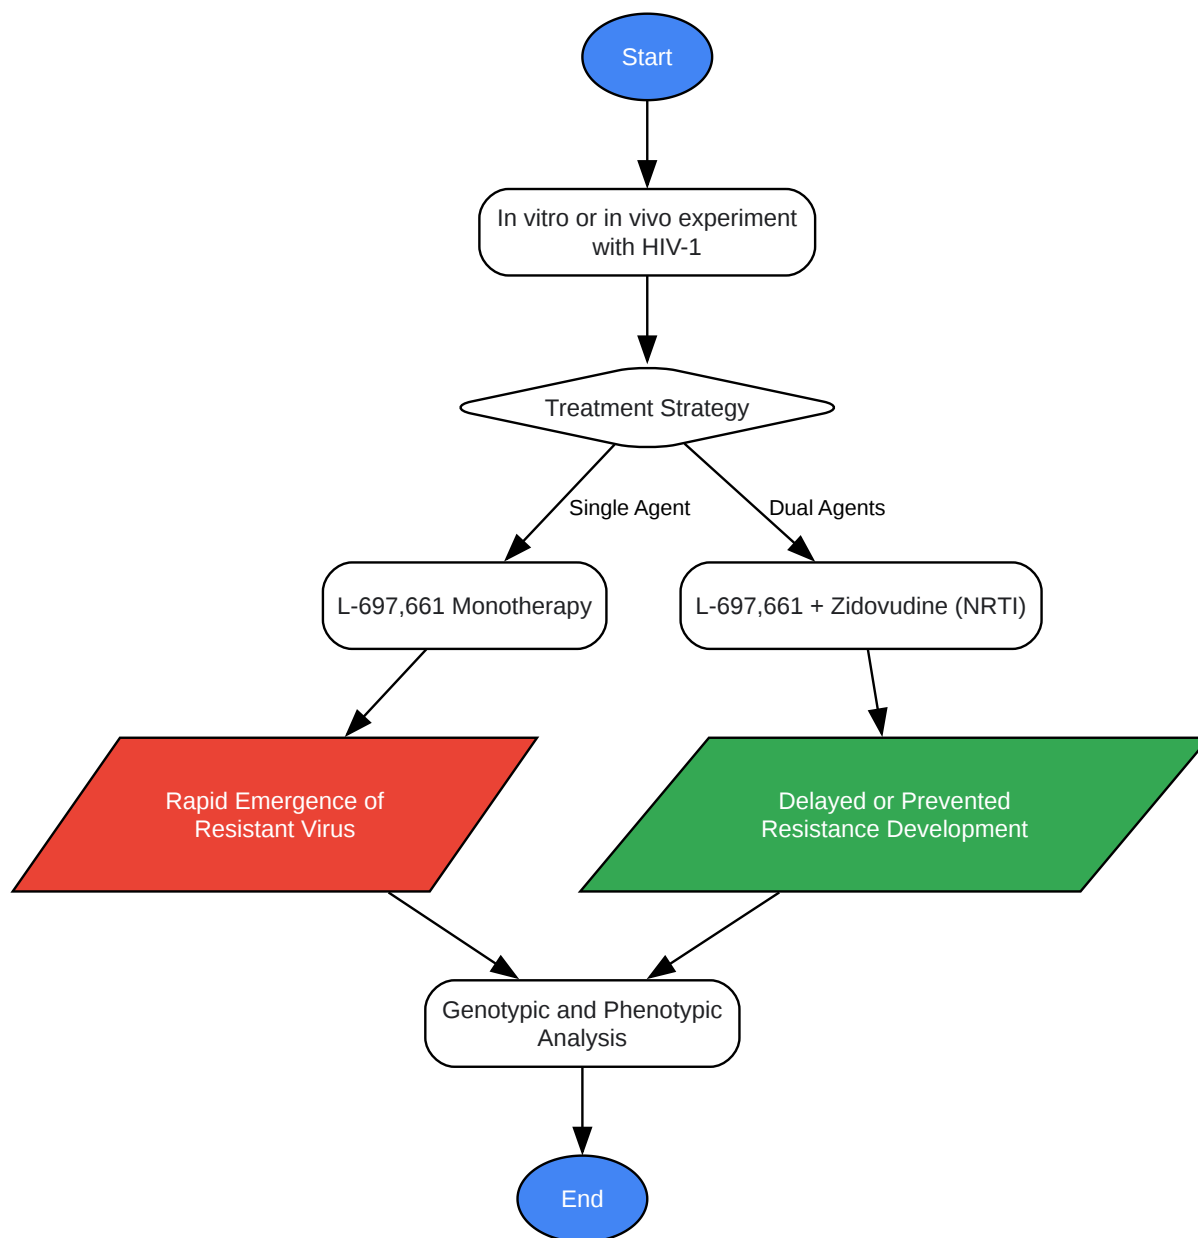 Start
In vitro or in vivo experiment
with HIV-1
Treatment Strategy
Single Agent
Dual Agents
L-697,661 Monotherapy
L-697,661 + Zidovudine (NRTI)
Rapid Emergence of
Resistant Virus
Delayed or Prevented
Resistance Development
Genotypic and Phenotypic
Analysis
End